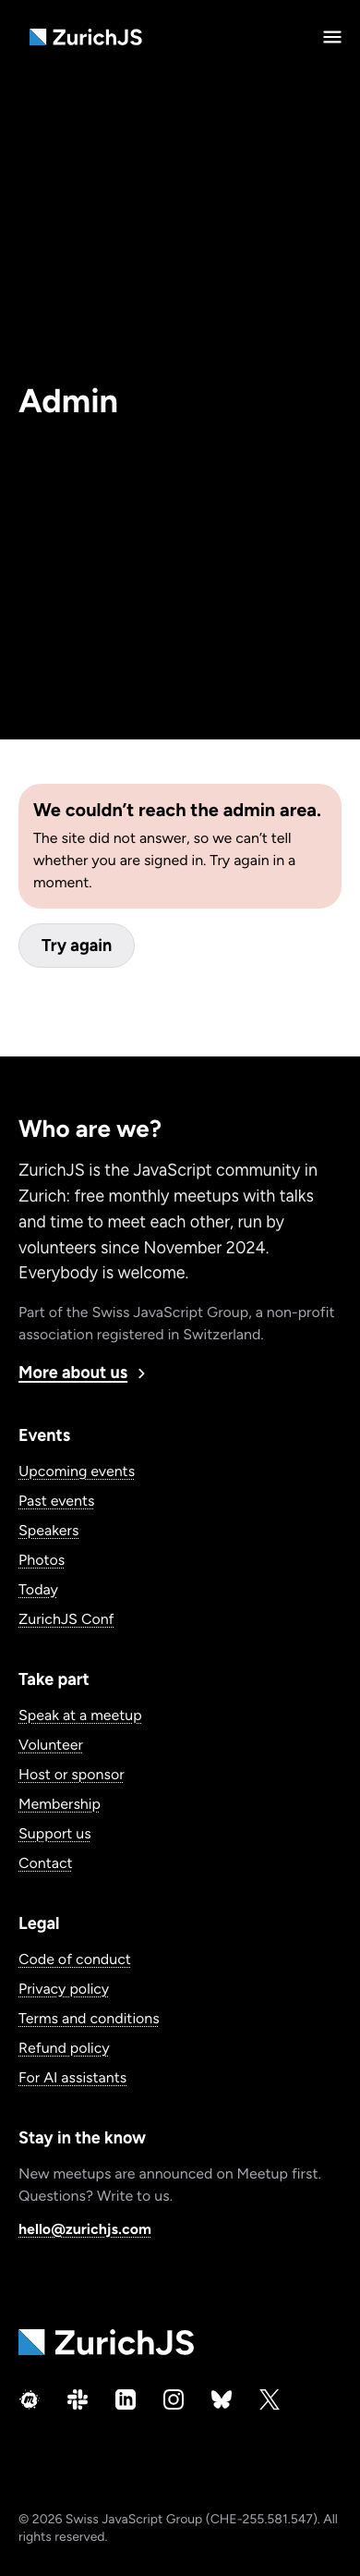 ZurichJS
Admin
We couldn’t reach the admin area.
The site did not answer, so we can’t tell
whether you are signed in. Try again in a
moment.
Try again
Who are we?
ZurichJS is the JavaScript community in
Zurich: free monthly meetups with talks
and time to meet each other, run by
volunteers since November 2024.
Everybody is welcome.
Part of the Swiss JavaScript Group, a non-profit
association registered in Switzerland.
More about us
Events
Upcoming events
Past events
Speakers
Photos
Today
ZurichJS Conf
Take part
Speak at a meetup
Volunteer
Host or sponsor
Membership
Support us
Contact
Legal
Code of conduct
Privacy policy
Terms and conditions
Refund policy
For AI assistants
Stay in the know
New meetups are announced on Meetup first.
Questions? Write to us.
hello@zurichjs.com
ZurichJS
© 2026 Swiss JavaScript Group (CHE-255.581.547). All
rights reserved.